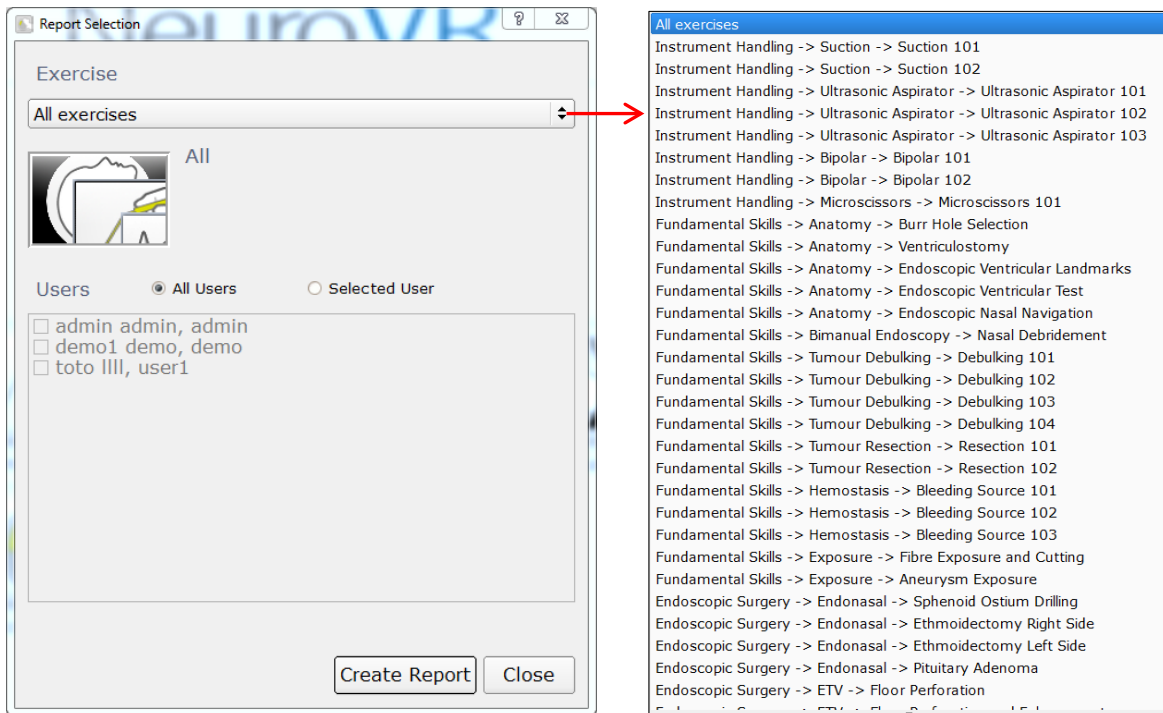 Report Selection
NeuroVR
Exercise
All exercises
All
Users
All Users
Selected User
admin admin, admin
demo1 demo, demo
toto llll, user1
Create Report
Close
All exercises
Instrument Handling -> Suction -> Suction 101
Instrument Handling -> Suction -> Suction 102
Instrument Handling -> Ultrasonic Aspirator -> Ultrasonic Aspirator 101
Instrument Handling -> Ultrasonic Aspirator -> Ultrasonic Aspirator 102
Instrument Handling -> Ultrasonic Aspirator -> Ultrasonic Aspirator 103
Instrument Handling -> Bipolar -> Bipolar 101
Instrument Handling -> Bipolar -> Bipolar 102
Instrument Handling -> Microscissors -> Microscissors 101
Fundamental Skills -> Anatomy -> Burr Hole Selection
Fundamental Skills -> Anatomy -> Ventriculostomy
Fundamental Skills -> Anatomy -> Endoscopic Ventricular Landmarks
Fundamental Skills -> Anatomy -> Endoscopic Ventricular Test
Fundamental Skills -> Anatomy -> Endoscopic Nasal Navigation
Fundamental Skills -> Bimanual Endoscopy -> Nasal Debridement
Fundamental Skills -> Tumour Debulking -> Debulking 101
Fundamental Skills -> Tumour Debulking -> Debulking 102
Fundamental Skills -> Tumour Debulking -> Debulking 103
Fundamental Skills -> Tumour Debulking -> Debulking 104
Fundamental Skills -> Tumour Resection -> Resection 101
Fundamental Skills -> Tumour Resection -> Resection 102
Fundamental Skills -> Hemostasis -> Bleeding Source 101
Fundamental Skills -> Hemostasis -> Bleeding Source 102
Fundamental Skills -> Hemostasis -> Bleeding Source 103
Fundamental Skills -> Exposure -> Fibre Exposure and Cutting
Fundamental Skills -> Exposure -> Aneurysm Exposure
Endoscopic Surgery -> Endonasal -> Sphenoid Ostium Drilling
Endoscopic Surgery -> Endonasal -> Ethmoidectomy Right Side
Endoscopic Surgery -> Endonasal -> Ethmoidectomy Left Side
Endoscopic Surgery -> Endonasal -> Pituitary Adenoma
Endoscopic Surgery -> ETV -> Floor Perforation